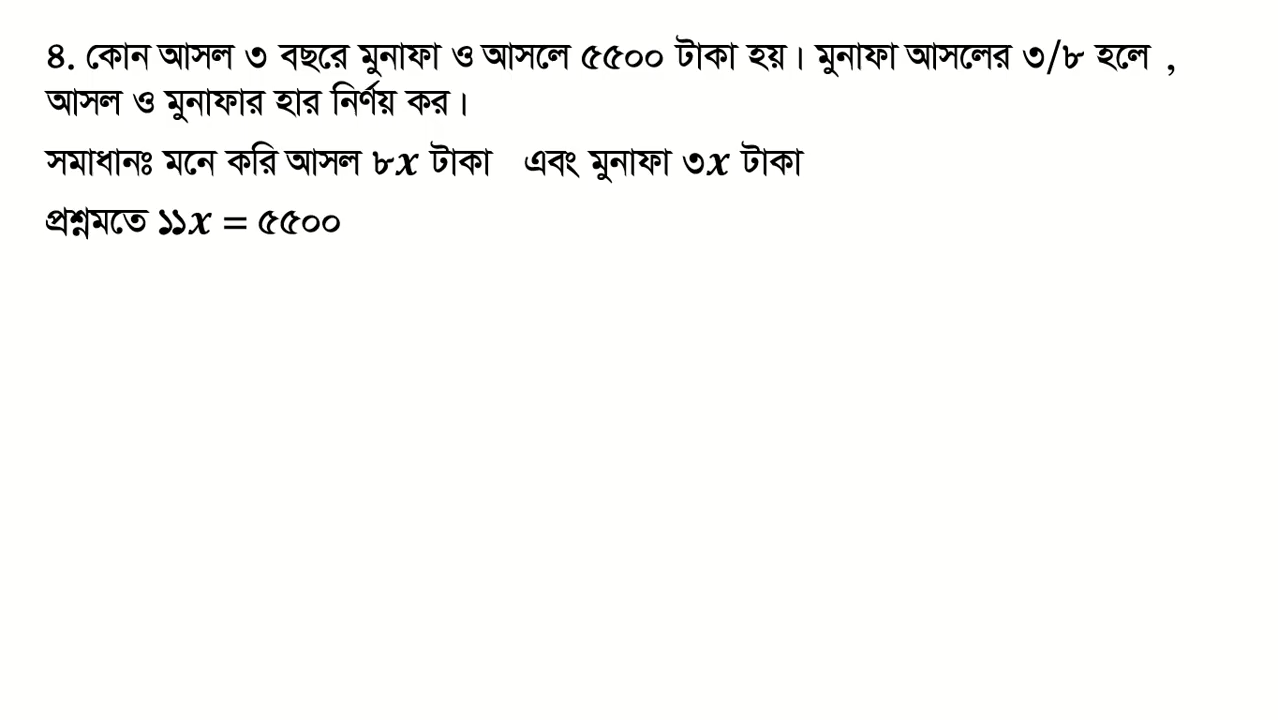 ৪. কোন আসল ৩ বছরে মুনাফা ও আসলে ৫৫০০ টাকা হয়। মুনাফা আসলের ৩/৮ হলে ,
আসল ও মুনাফার হার নির্ণয় কর।
সমাধানঃ মনে করি আসল ৮x টাকা এবং মুনাফা ৩x টাকা
প্রশ্নমতে ১১x = ৫৫০০